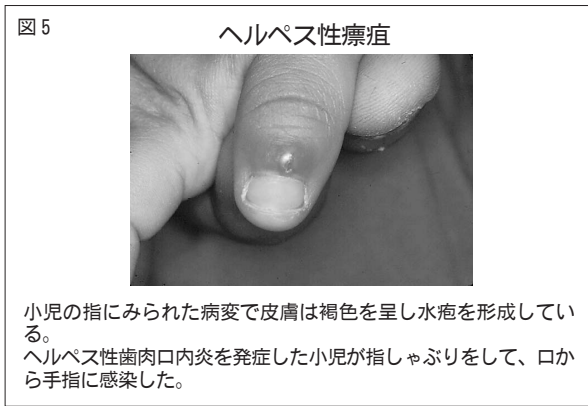 図5
ヘルペス性瘭疽
小児の指にみられた病変で皮膚は褐色を呈し水疱を形成してい
る。
ヘルペス性歯肉口内炎を発症した小児が指しゃぶりをして、口か
ら手指に感染した。